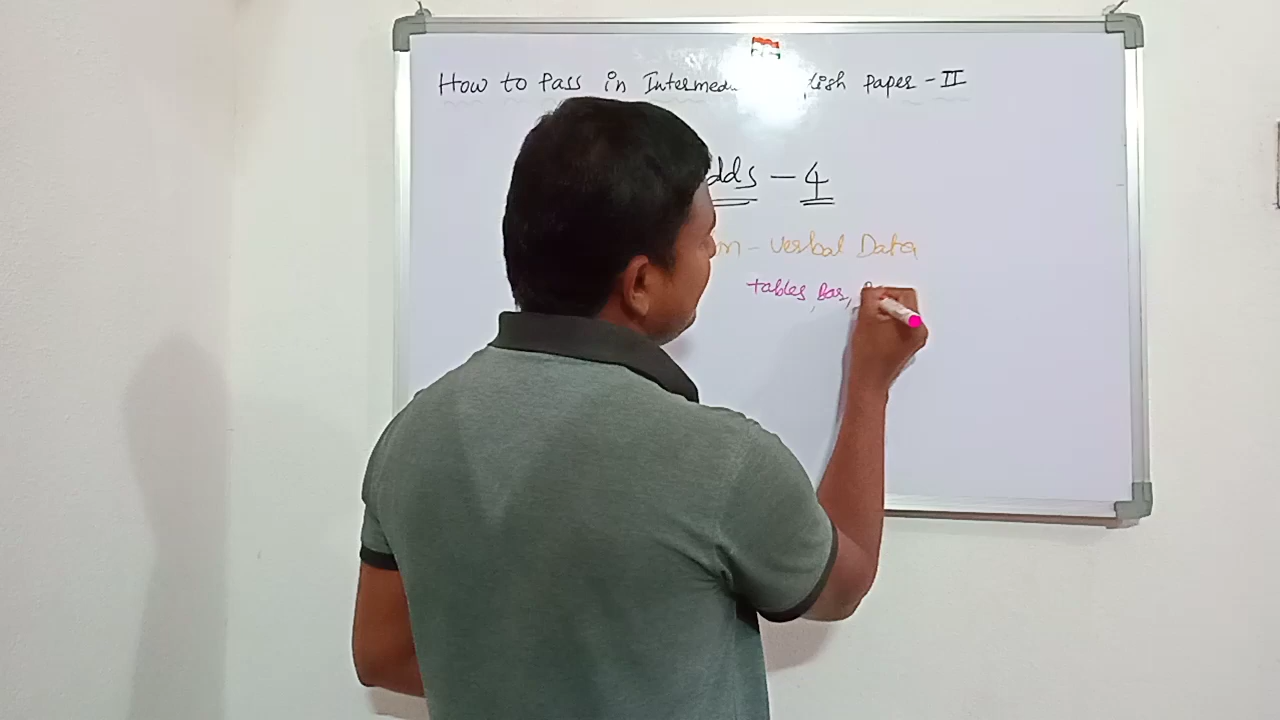 How to Pass in Intermed lish Paper - II
dds - 4
n - Verbal Data
tables, Bar,